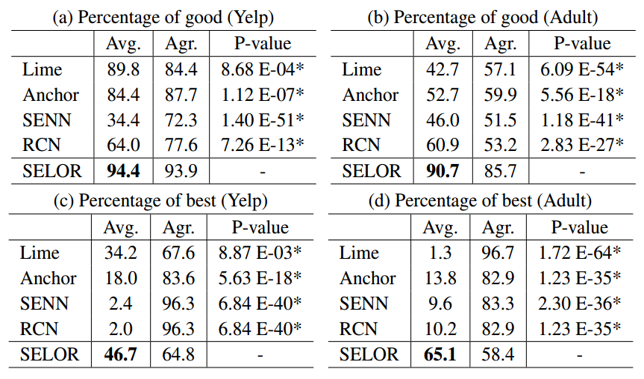 (a) Percentage of good (Yelp)
Avg. Agr. P-value
Lime 89.8 84.4 8.68 E-04*
Anchor 84.4 87.7 1.12 E-07*
SENN 34.4 72.3 1.40 E-51*
RCN 64.0 77.6 7.26 E-13*
SELOR 94.4 93.9 -
(b) Percentage of good (Adult)
Avg. Agr. P-value
Lime 42.7 57.1 6.09 E-54*
Anchor 52.7 59.9 5.56 E-18*
SENN 46.0 51.5 1.18 E-41*
RCN 60.9 53.2 2.83 E-27*
SELOR 90.7 85.7 -
(c) Percentage of best (Yelp)
Avg. Agr. P-value
Lime 34.2 67.6 8.87 E-03*
Anchor 18.0 83.6 5.63 E-18*
SENN 2.4 96.3 6.84 E-40*
RCN 2.0 96.3 6.84 E-40*
SELOR 46.7 64.8 -
(d) Percentage of best (Adult)
Avg. Agr. P-value
Lime 1.3 96.7 1.72 E-64*
Anchor 13.8 82.9 1.23 E-35*
SENN 9.6 83.3 2.30 E-36*
RCN 10.2 82.9 1.23 E-35*
SELOR 65.1 58.4 -